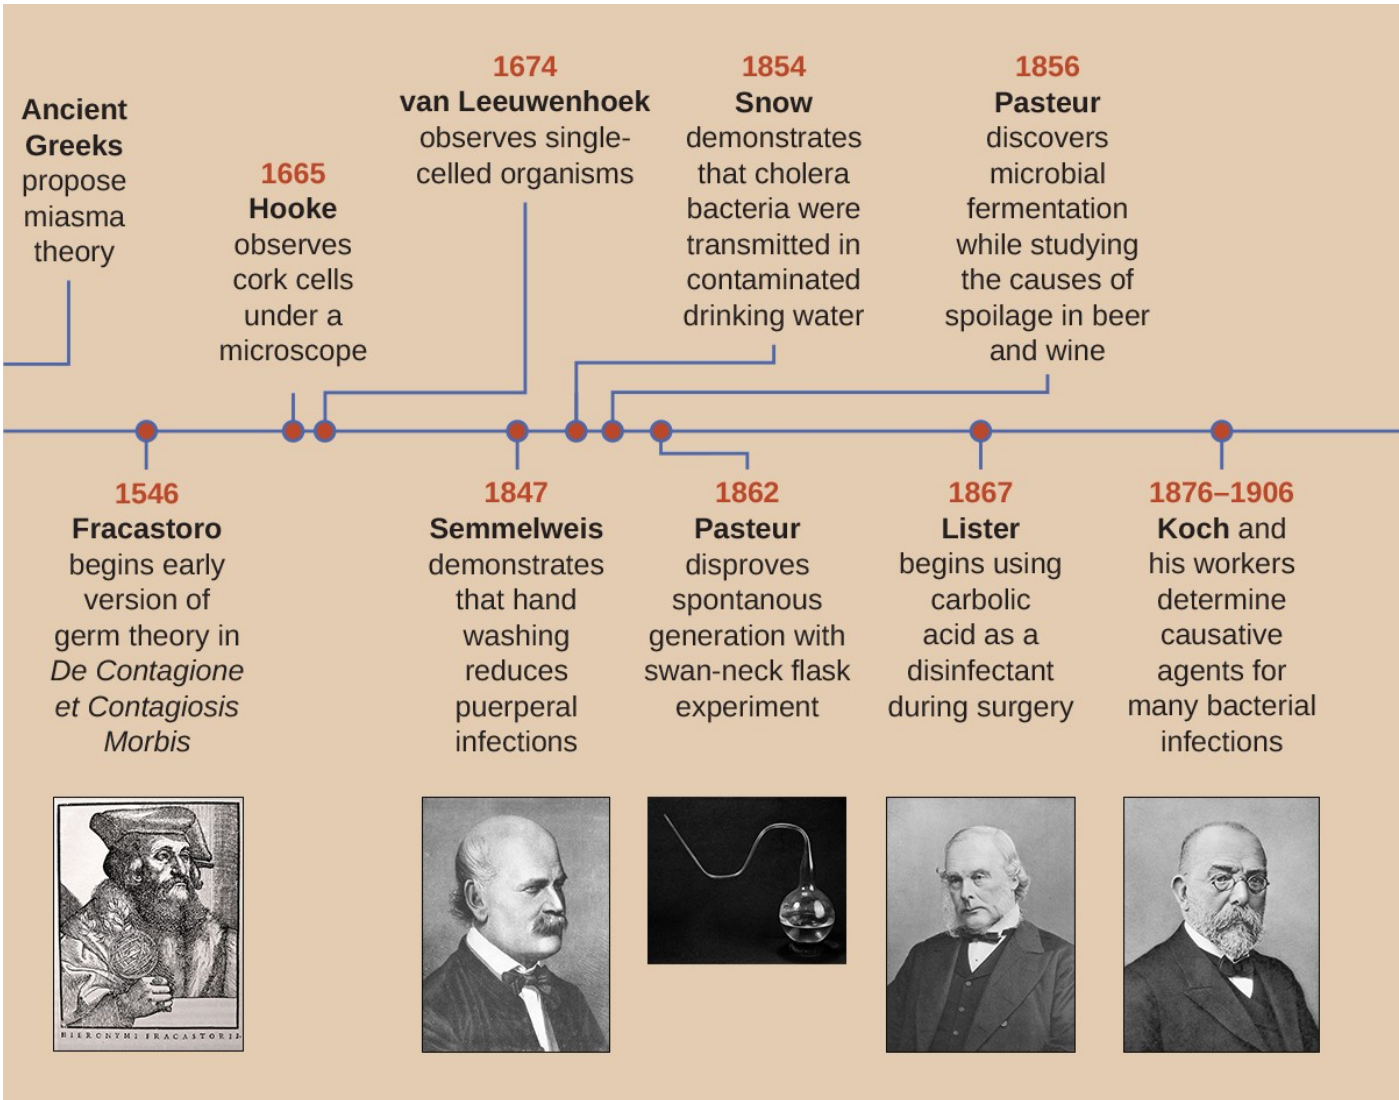 Ancient
Greeks
propose
miasma
theory
1665
Hooke
observes
cork cells
under a
microscope
1674
van Leeuwenhoek
observes single-
celled organisms
1854
Snow
demonstrates
that cholera
bacteria were
transmitted in
contaminated
drinking water
1856
Pasteur
discovers
microbial
fermentation
while studying
the causes of
spoilage in beer
and wine
1546
Fracastoro
begins early
version of
germ theory in
De Contagione
et Contagiosis
Morbis
1847
Semmelweis
demonstrates
that hand
washing
reduces
puerperal
infections
1862
Pasteur
disproves
spontanous
generation with
swan-neck flask
experiment
1867
Lister
begins using
carbolic
acid as a
disinfectant
during surgery
1876–1906
Koch and
his workers
determine
causative
agents for
many bacterial
infections
HIERONYMI FRACASTORII